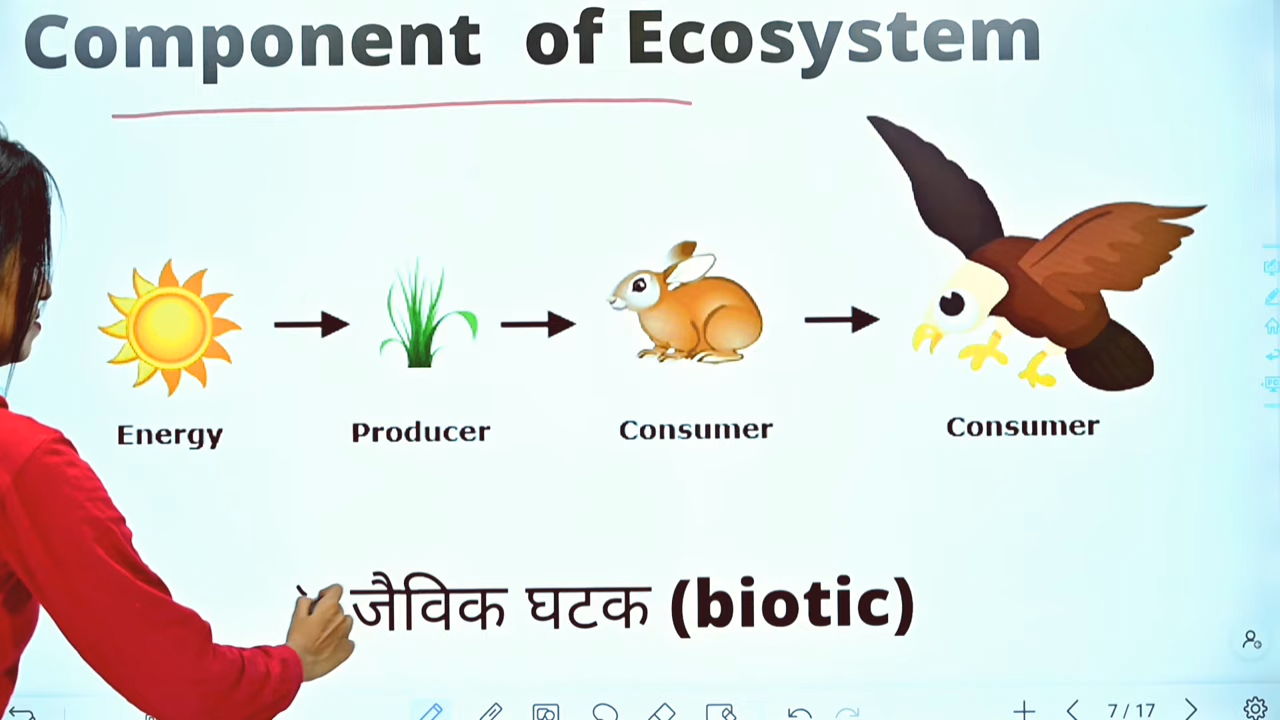 Component of Ecosystem
Energy Producer Consumer Consumer
जैविक घटक (biotic)
7 / 17